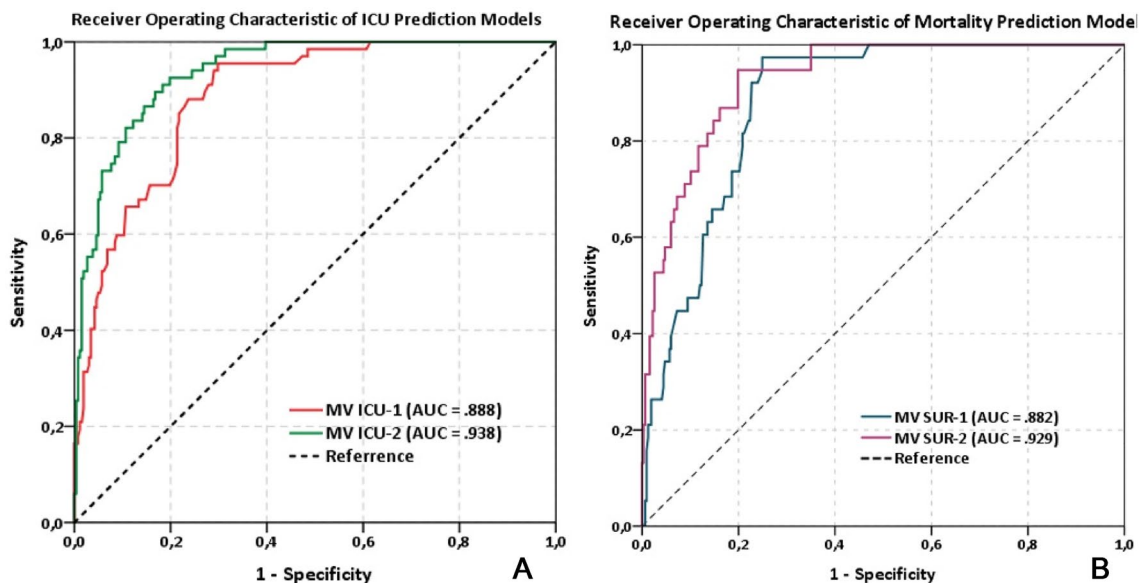 Receiver Operating Characteristic of ICU Prediction Models
1,0
0,8
0,6
0,4
0,2
0,0
Sensitivity
MV ICU-1 (AUC = .888)
MV ICU-2 (AUC = .938)
Referrence
0,0 0,2 0,4 0,6 0,8 1,0
1 - Specificity
A
Receiver Operating Characteristic of Mortality Prediction Model
1,0
0,8
0,6
0,4
0,2
0,0
Sensitivity
MV SUR-1 (AUC = .882)
MV SUR-2 (AUC = .929)
Reference
0,0 0,2 0,4 0,6 0,8 1,0
1 - Specificity
B